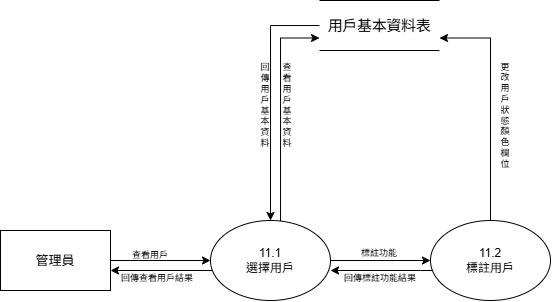 用戶基本資料表
回傳用戶基本資料
查看用戶基本資料
更改用戶狀態顏色欄位
管理員
查看用戶
回傳查看用戶結果
11.1
選擇用戶
標註功能
回傳標註功能結果
11.2
標註用戶